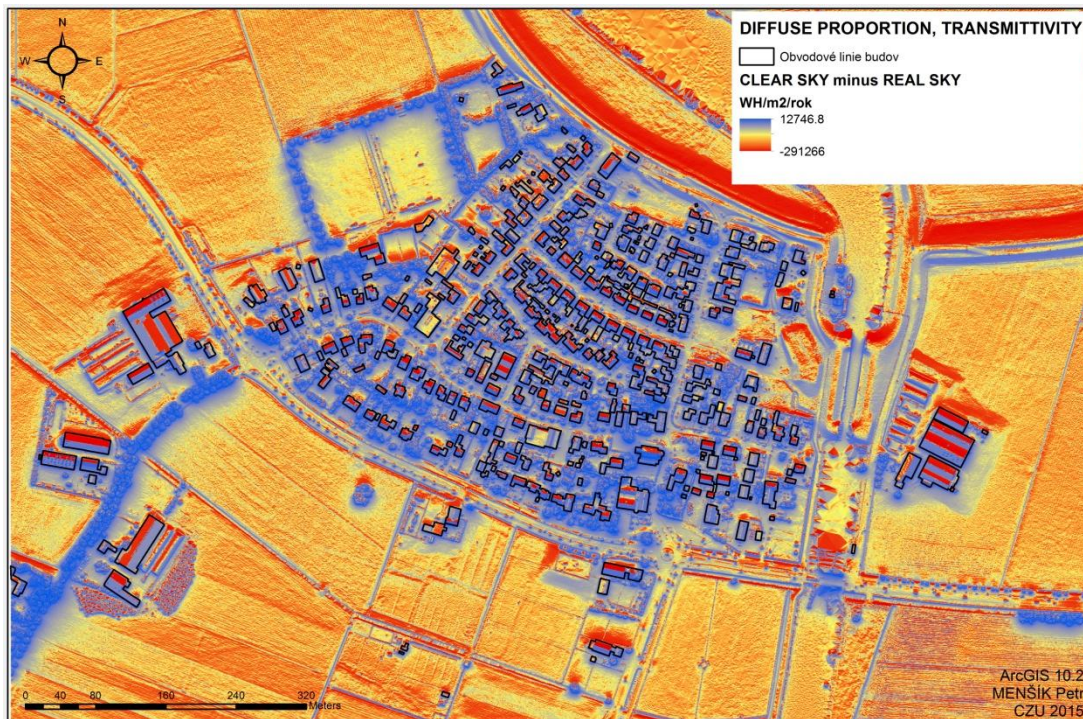 N
W E
S
DIFFUSE PROPORTION, TRANSMITTIVITY
Obvodové linie budov
CLEAR SKY minus REAL SKY
WH/m2/rok
12746.8
-291266
0 40 80 160 240 320
Meters
ArcGIS 10.2
MENŠÍK Petr
CZU 2015